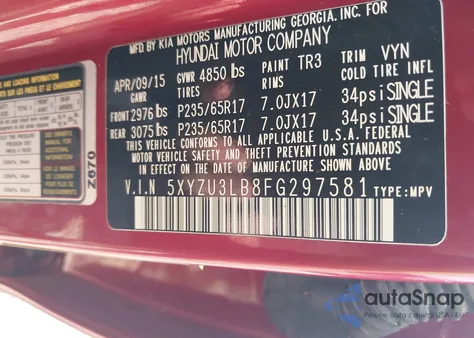 MFD BY KIA MOTORS MANUFACTURING GEORGIA. INC FOR
HYUNDAI MOTOR COMPANY
APR/09/15 GVWR 4850 lbs PAINT TR3 TRIM VYN
GAWR TIRES RIMS COLD TIRE INFL
FRONT 2976 lbs P235/65R17 7.0JX17 34psi SINGLE
REAR 3075 lbs P235/65R17 7.0JX17 34psi SINGLE
THIS VEHICLE CONFORMS TO ALL APPLICABLE U.S.A. FEDERAL
MOTOR VEHICLE SAFETY AND BUMPER STANDARDS IN
EFFECT ON THE DATE OF MANUFACTURE SHOWN ABOVE.
V.I.N 5XYZU3LB8FG297581 TYPE: MPV
Z670
autoSnap